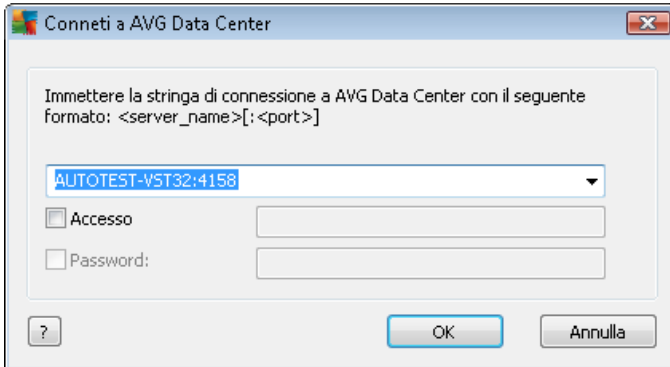 Conneti a AVG Data Center
Immettere la stringa di connessione a AVG Data Center con il seguente
formato: <server_name>[:<port>]
AUTOTEST-VST32:4158
Accesso
Password:
?
OK
Annulla